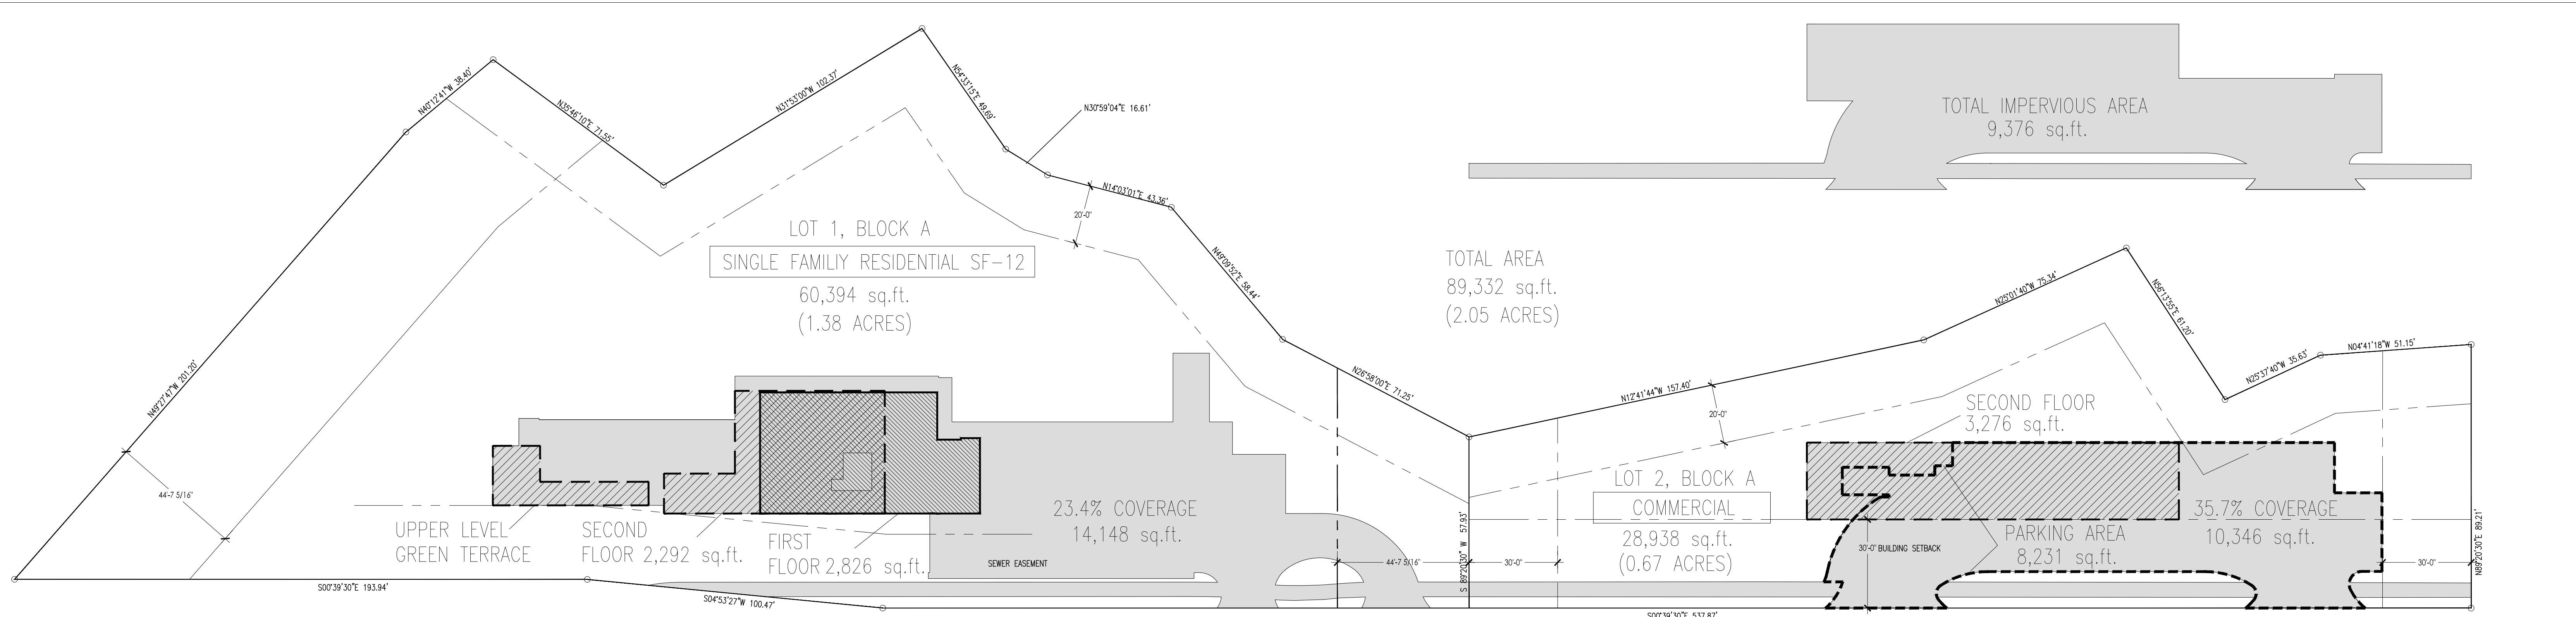 N40°12'41"W 38.40'
N35°46'10"E 71.55'
N31°53'00"W 102.37'
N54°33'15"E 49.69'
N30°59'04"E 16.61'
N14°03'01"E 43.36'
20'-0"
N49°09'52"E 58.44'
N26°58'00"E 71.25'
N49°27'47"W 201.20'
44'-7 5/16"
LOT 1, BLOCK A
SINGLE FAMILIY RESIDENTIAL SF-12
60,394 sq.ft.
(1.38 ACRES)
UPPER LEVEL
GREEN TERRACE
SECOND
FLOOR 2,292 sq.ft.
FIRST
FLOOR 2,826 sq.ft.
23.4% COVERAGE
14,148 sq.ft.
SEWER EASEMENT
S00°39'30"E 193.94'
S04°53'27"W 100.47'
TOTAL AREA
89,332 sq.ft.
(2.05 ACRES)
TOTAL IMPERVIOUS AREA
9,376 sq.ft.
N12°41'44"W 157.40'
20'-0"
N25°01'40"W 75.34'
N56°13'55"E 61.20'
N25°37'40"W 35.63'
N04°41'18"W 51.15'
SECOND FLOOR
3,276 sq.ft.
LOT 2, BLOCK A
COMMERCIAL
28,938 sq.ft.
(0.67 ACRES)
35.7% COVERAGE
10,346 sq.ft.
PARKING AREA
8,231 sq.ft.
30'-0" BUILDING SETBACK
44'-7 5/16"
S 89°20'30" W 57.93'
30'-0"
30'-0"
N89°20'30"E 89.21'
S00°39'30"E 537.87'